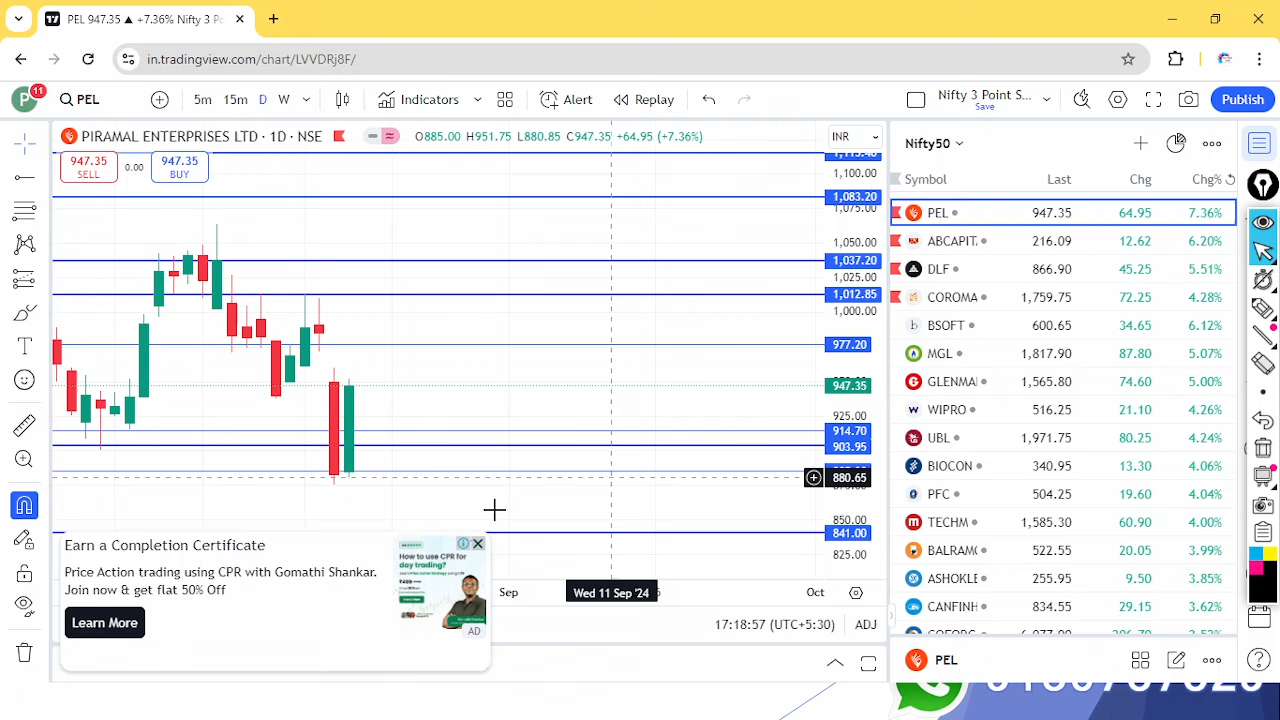 PEL 947.35 ▲ +7.36% Nifty 3 Po
in.tradingview.com/chart/LVVDRj8F/
P 11 PEL 5m 15m D W Indicators Alert Replay Nifty 3 Point S... Save Publish
PIRAMAL ENTERPRISES LTD · 1D · NSE O885.00 H951.75 L880.85 C947.35 +64.95 (+7.36%) INR
947.35 SELL 0.00 947.35 BUY
1,100.00
1,083.20
1,075.00
1,050.00
1,037.20
1,025.00
1,012.85
1,000.00
977.20
947.35
925.00
914.70
903.95
880.65
850.00
841.00
825.00
Earn a Completion Certificate
Price Action trading using CPR with Gomathi Shankar.
Join now & get flat 50% Off
Learn More
How to use CPR for
day trading?
AD
Sep Wed 11 Sep '24 Oct
17:18:57 (UTC+5:30) ADJ
Nifty50
Symbol Last Chg Chg%
PEL 947.35 64.95 7.36%
ABCAPIT 216.09 12.62 6.20%
DLF 866.90 45.25 5.51%
COROMA 1,759.75 72.25 4.28%
BSOFT 600.65 34.65 6.12%
MGL 1,817.90 87.80 5.07%
GLENMA 1,565.80 74.60 5.00%
WIPRO 516.25 21.10 4.26%
UBL 1,971.75 80.25 4.24%
BIOCON 340.95 13.30 4.06%
PFC 504.25 19.60 4.04%
TECHM 1,585.30 60.90 4.00%
BALRAM 522.55 20.05 3.99%
ASHOKLE 255.95 9.50 3.85%
CANFINH 834.55 29.15 3.62%
PEL